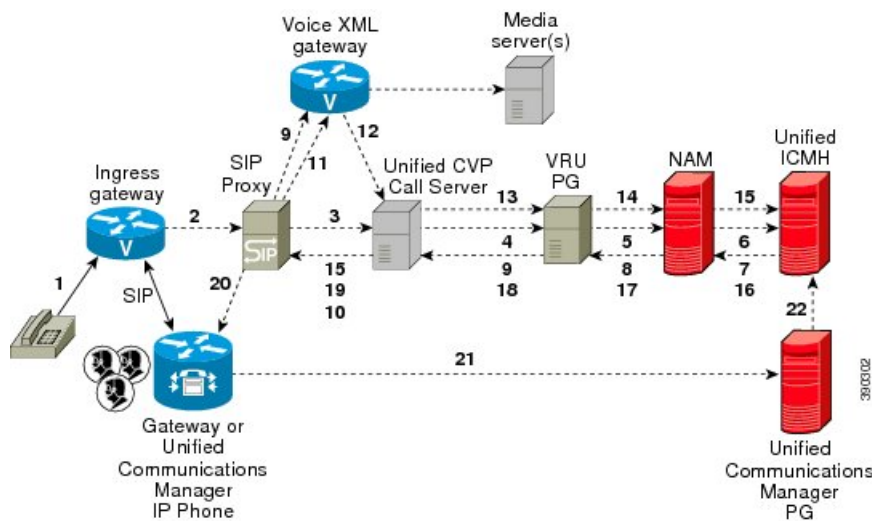 Voice XML
gateway
Media
server(s)
9
11
12
Ingress
gateway
SIP
Proxy
Unified CVP
Call Server
VRU
PG
NAM
Unified
ICMH
V
V
SIP
1
2
3
13
14
15
4
5
6
15
9
8
7
19
18
17
16
10
20
SIP
21
22
Gateway or
Unified
Communications
Manager
IP Phone
Unified
Communications
Manager
PG
390302